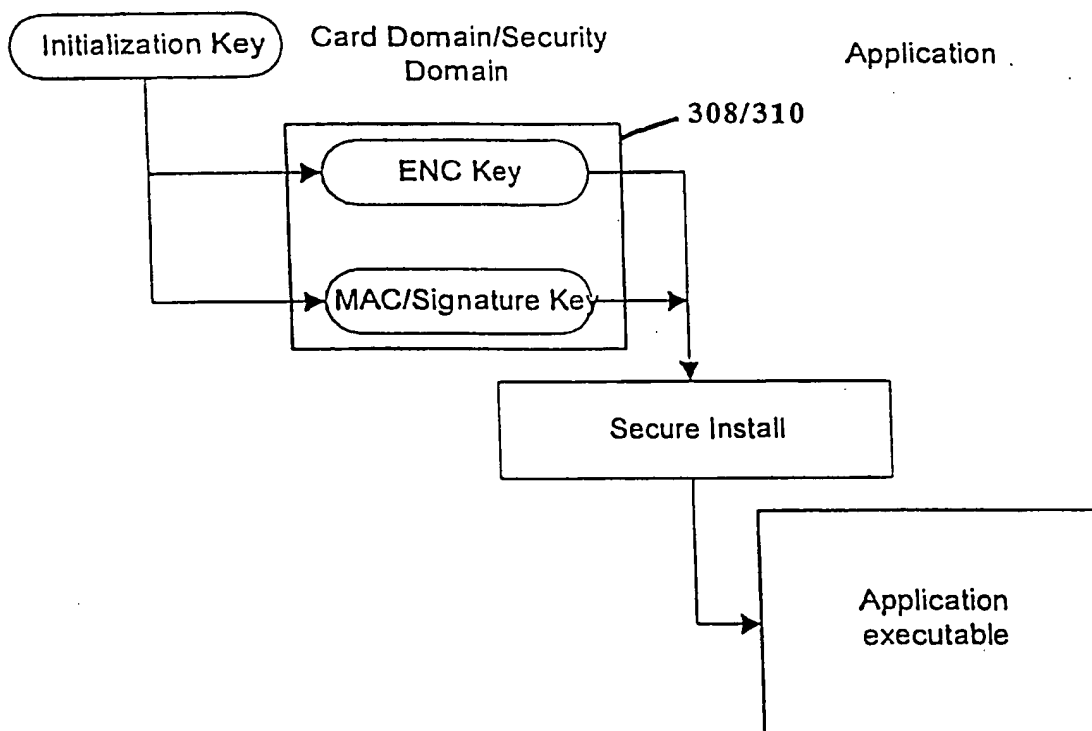 Initialization Key
Card Domain/Security
Domain
Application
308/310
ENC Key
MAC/Signature Key
Secure Install
Application
executable